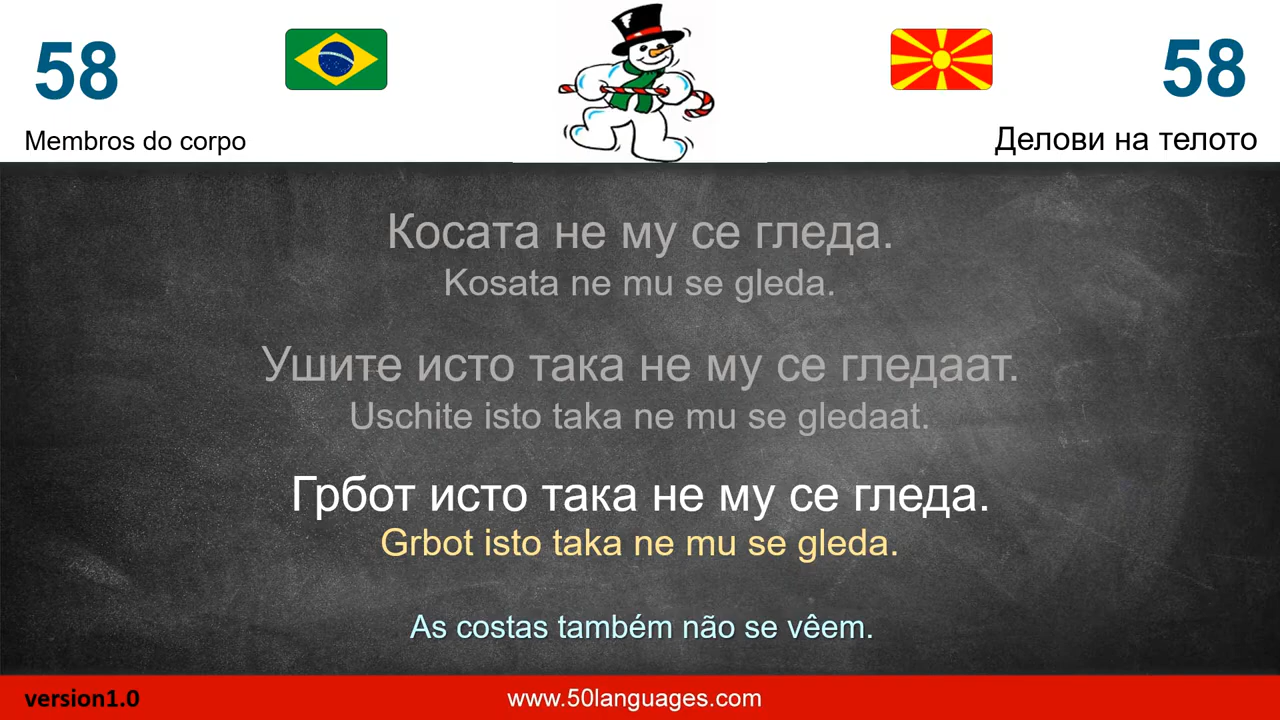 58
58
Membros do corpo
Делови на телото
Косата не му се гледа.
Kosata ne mu se gleda.
Ушите исто така не му се гледаат.
Uschite isto taka ne mu se gledaat.
Грбот исто така не му се гледа.
Grbot isto taka ne mu se gleda.
As costas também não se vêem.
version1.0
www.50languages.com